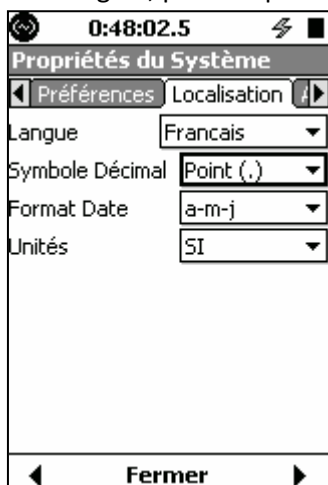 0:48:02.5
Propriétés du Système
Préférences Localisation
Langue Francais
Symbole Décimal Point (.)
Format Date a-m-j
Unités SI
Fermer